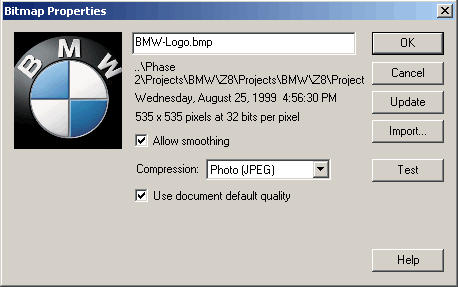 Bitmap Properties
BMW
BMW-Logo.bmp
OK
..\Phase
2\Projects\BMW\Z8\Projects\BMW\Z8\Project
Cancel
Wednesday, August 25, 1999 4:56:30 PM
Update
535 x 535 pixels at 32 bits per pixel
Import...
Allow smoothing
Compression: Photo (JPEG)
Test
Use document default quality
Help